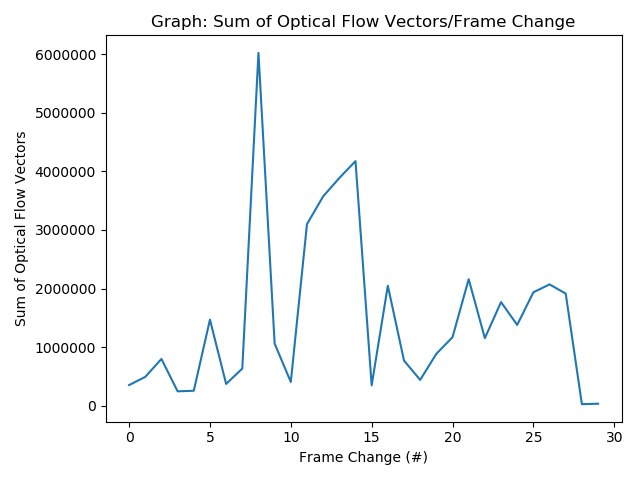 Graph: Sum of Optical Flow Vectors/Frame Change
6000000
5000000
4000000
3000000
2000000
1000000
0
Sum of Optical Flow Vectors
0 5 10 15 20 25 30
Frame Change (#)